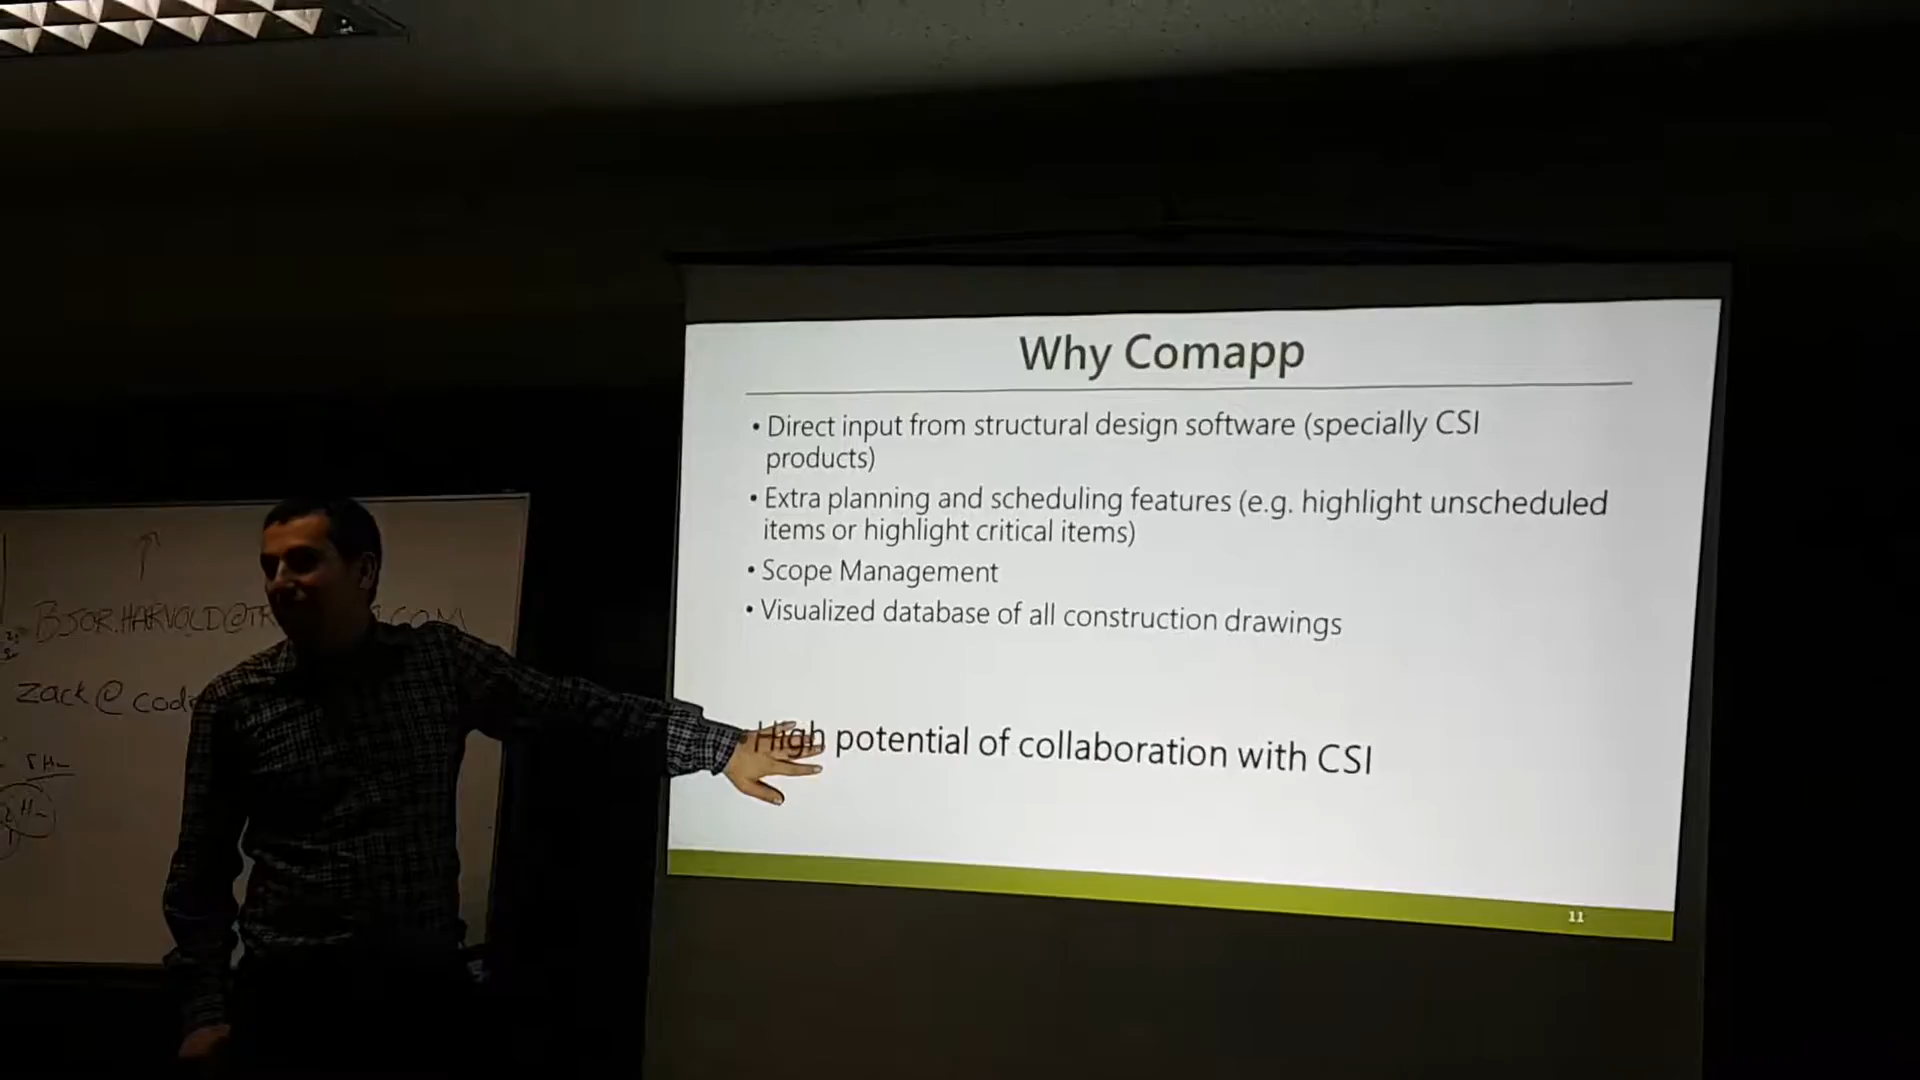 Why Comapp
• Direct input from structural design software (specially CSI
products)
• Extra planning and scheduling features (e.g. highlight unscheduled
items or highlight critical items)
• Scope Management
• Visualized database of all construction drawings
High potential of collaboration with CSI
11
BJOR.HARVOLD@TR COM
zack@ cod